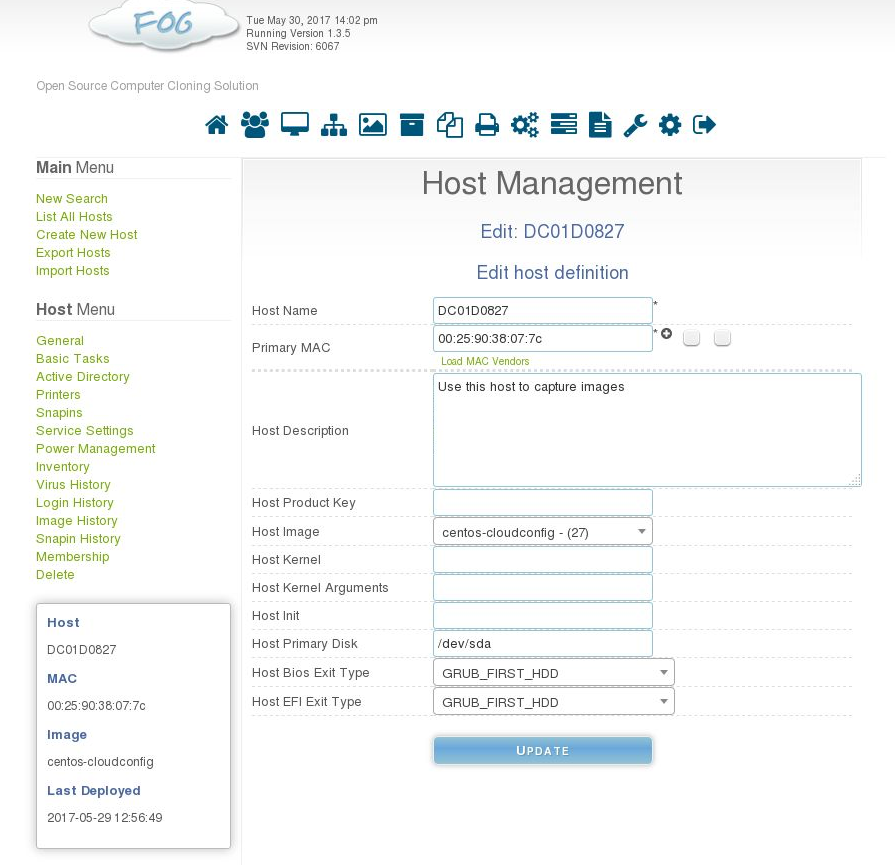 FOG
Tue May 30, 2017 14:02 pm
Running Version 1.3.5
SVN Revision: 6067
Open Source Computer Cloning Solution
Main Menu
New Search
List All Hosts
Create New Host
Export Hosts
Import Hosts
Host Menu
General
Basic Tasks
Active Directory
Printers
Snapins
Service Settings
Power Management
Inventory
Virus History
Login History
Image History
Snapin History
Membership
Delete
Host
DC01D0827
MAC
00:25:90:38:07:7c
Image
centos-cloudconfig
Last Deployed
2017-05-29 12:56:49
Host Management
Edit: DC01D0827
Edit host definition
Host Name DC01D0827 *
Primary MAC 00:25:90:38:07:7c *
Load MAC Vendors
Host Description Use this host to capture images
Host Product Key
Host Image centos-cloudconfig - (27)
Host Kernel
Host Kernel Arguments
Host Init
Host Primary Disk /dev/sda
Host Bios Exit Type GRUB_FIRST_HDD
Host EFI Exit Type GRUB_FIRST_HDD
UPDATE